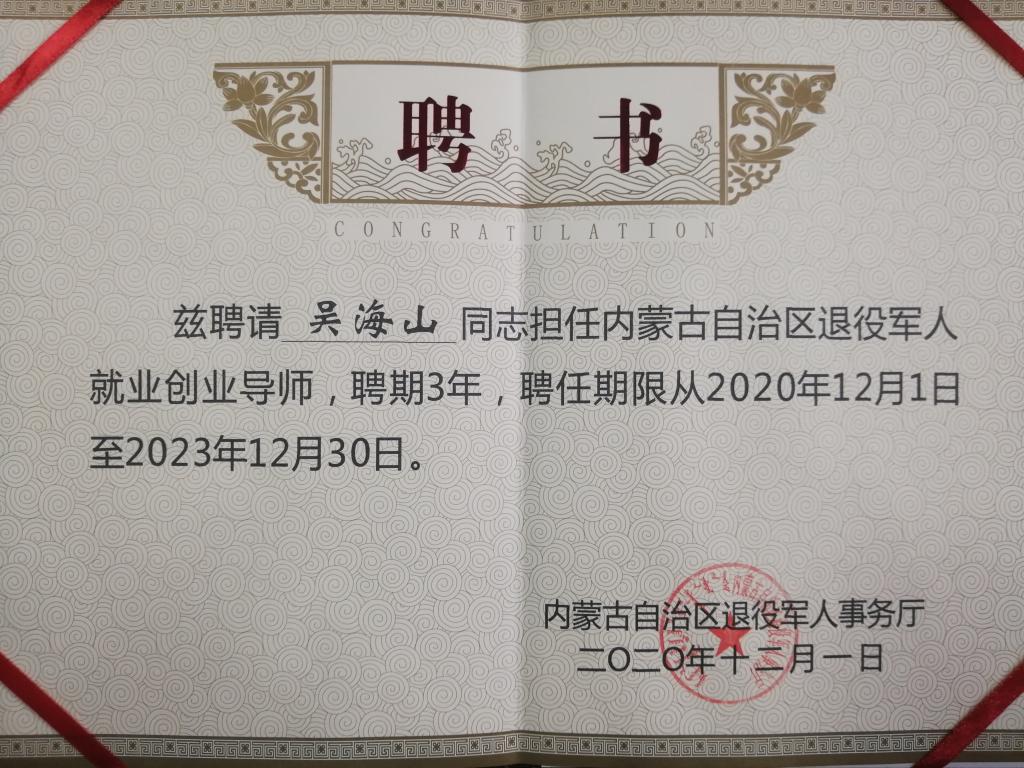 聘书
CONGRATULATION
兹聘请 吴海山 同志担任内蒙古自治区退役军人
就业创业导师，聘期3年，聘任期限从2020年12月1日
至2023年12月30日。
内蒙古自治区退役军人事务厅
二〇二〇年十二月一日